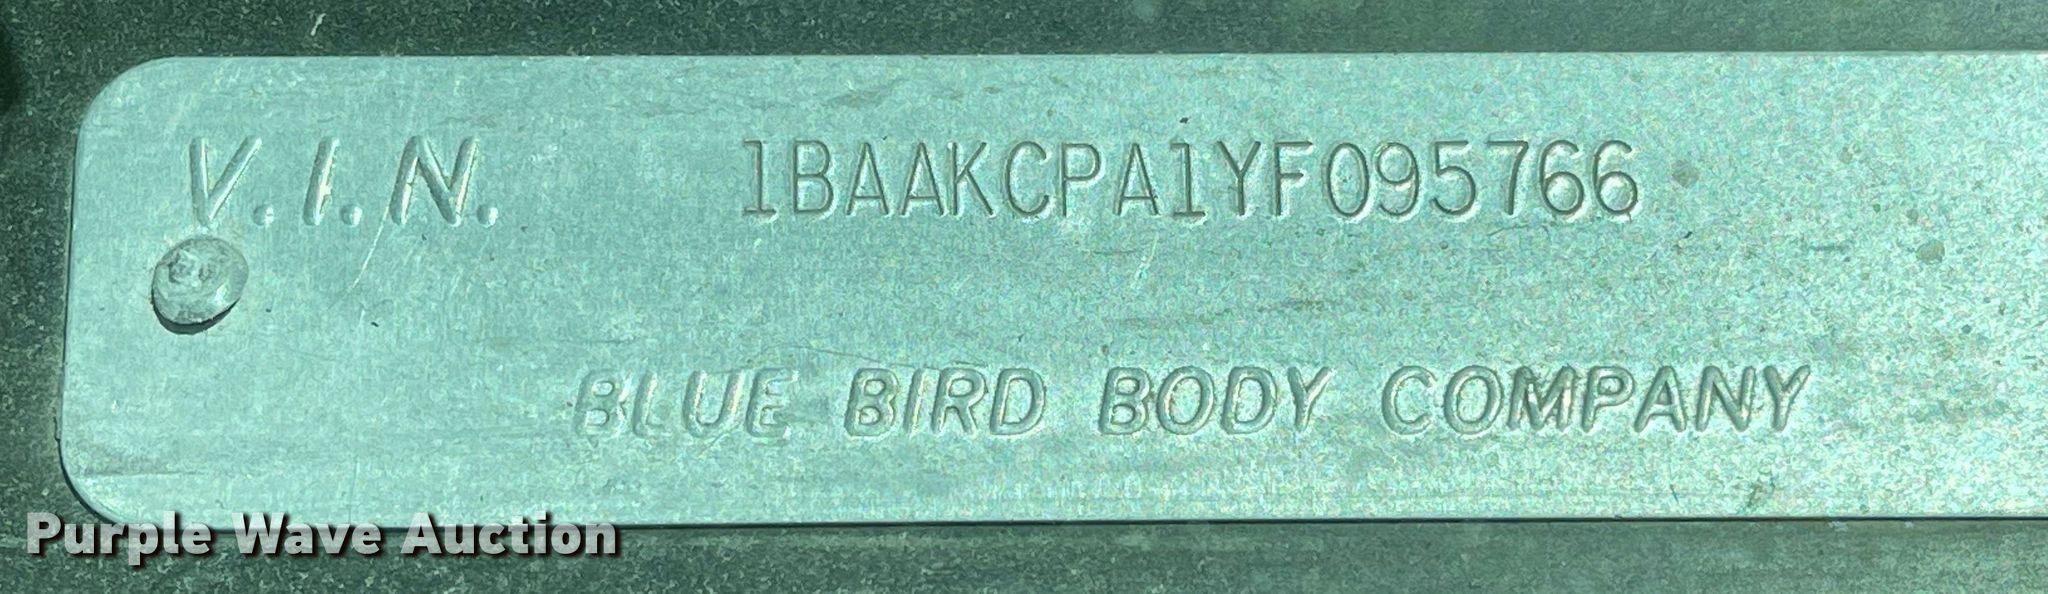 V.I.N. 1BAAKCPA1YF095766
BLUE BIRD BODY COMPANY
Purple Wave Auction